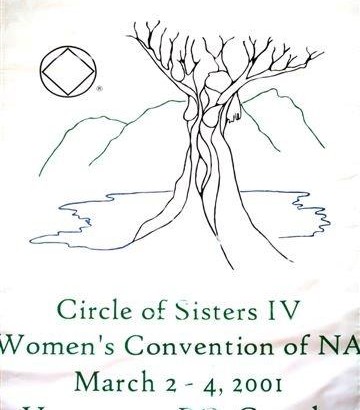 ®
Circle of Sisters IV
Women's Convention of NA
March 2 - 4, 2001